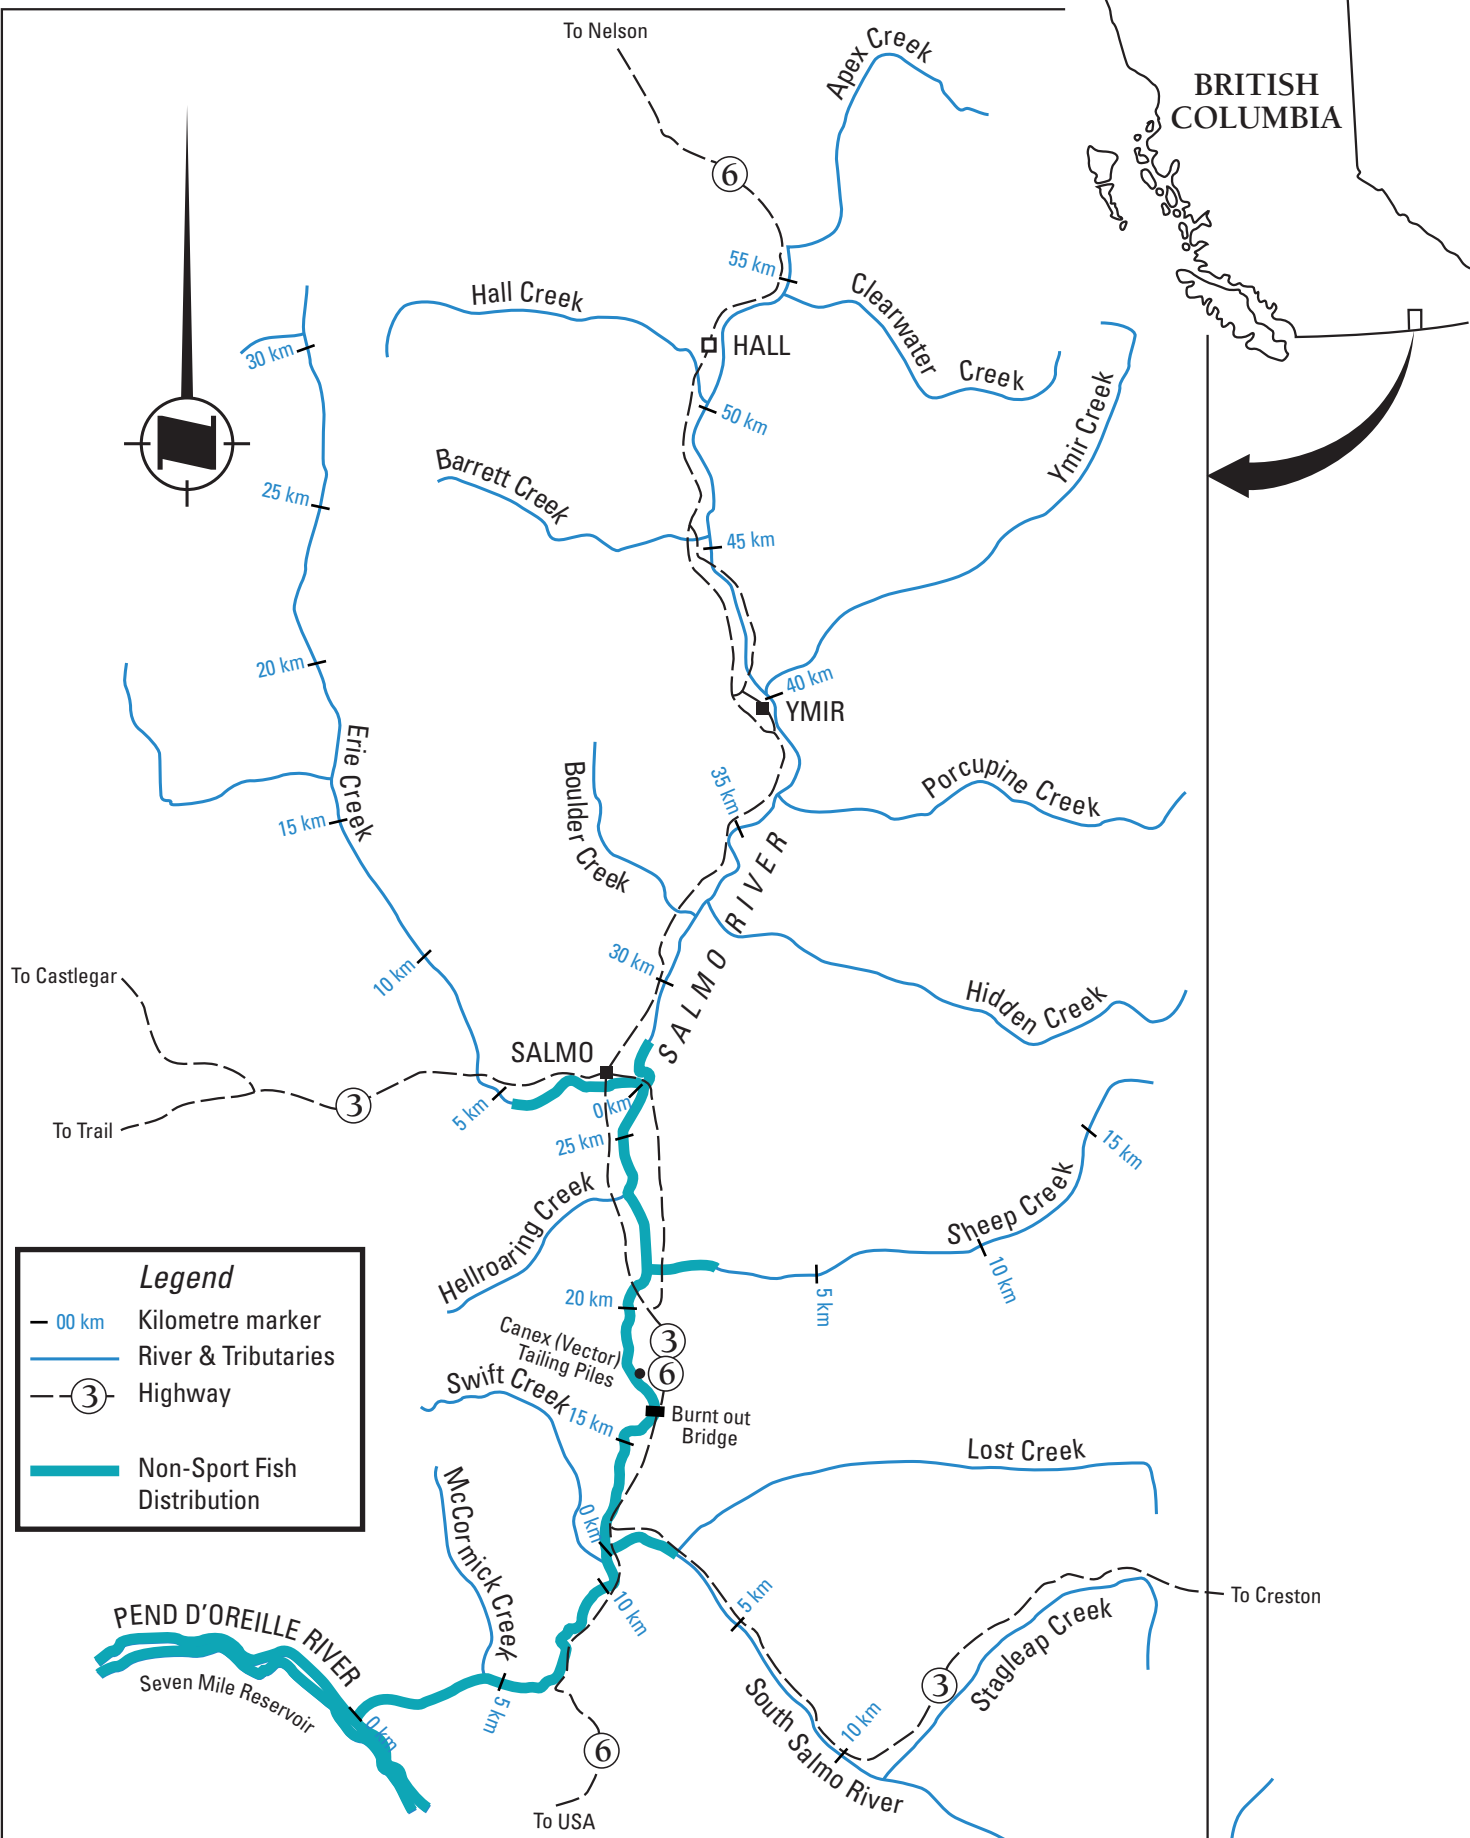 To Nelson
Apex Creek
BRITISH
COLUMBIA
6
55 km
Hall Creek
Clearwater Creek
30 km
HALL
50 km
Ymir Creek
Barrett Creek
25 km
45 km
20 km
40 km
YMIR
Erie Creek
Boulder Creek
35 km
Porcupine Creek
15 km
SALMO RIVER
10 km
30 km
To Castlegar
Hidden Creek
SALMO
3
5 km
0 km
To Trail
25 km
15 km
Hellroaring Creek
Sheep Creek
10 km
5 km
20 km
Legend
00 km Kilometre marker
River & Tributaries
3 Highway
Non-Sport Fish
Distribution
Canex (Vector)
Tailing Piles
3
6
Swift Creek
15 km
Burnt out
Bridge
Lost Creek
McCormick Creek
0 km
10 km
5 km
To Creston
PEND D'OREILLE RIVER
Seven Mile Reservoir
Stagleap Creek
3
5 km
0 km
South Salmo River
10 km
6
To USA